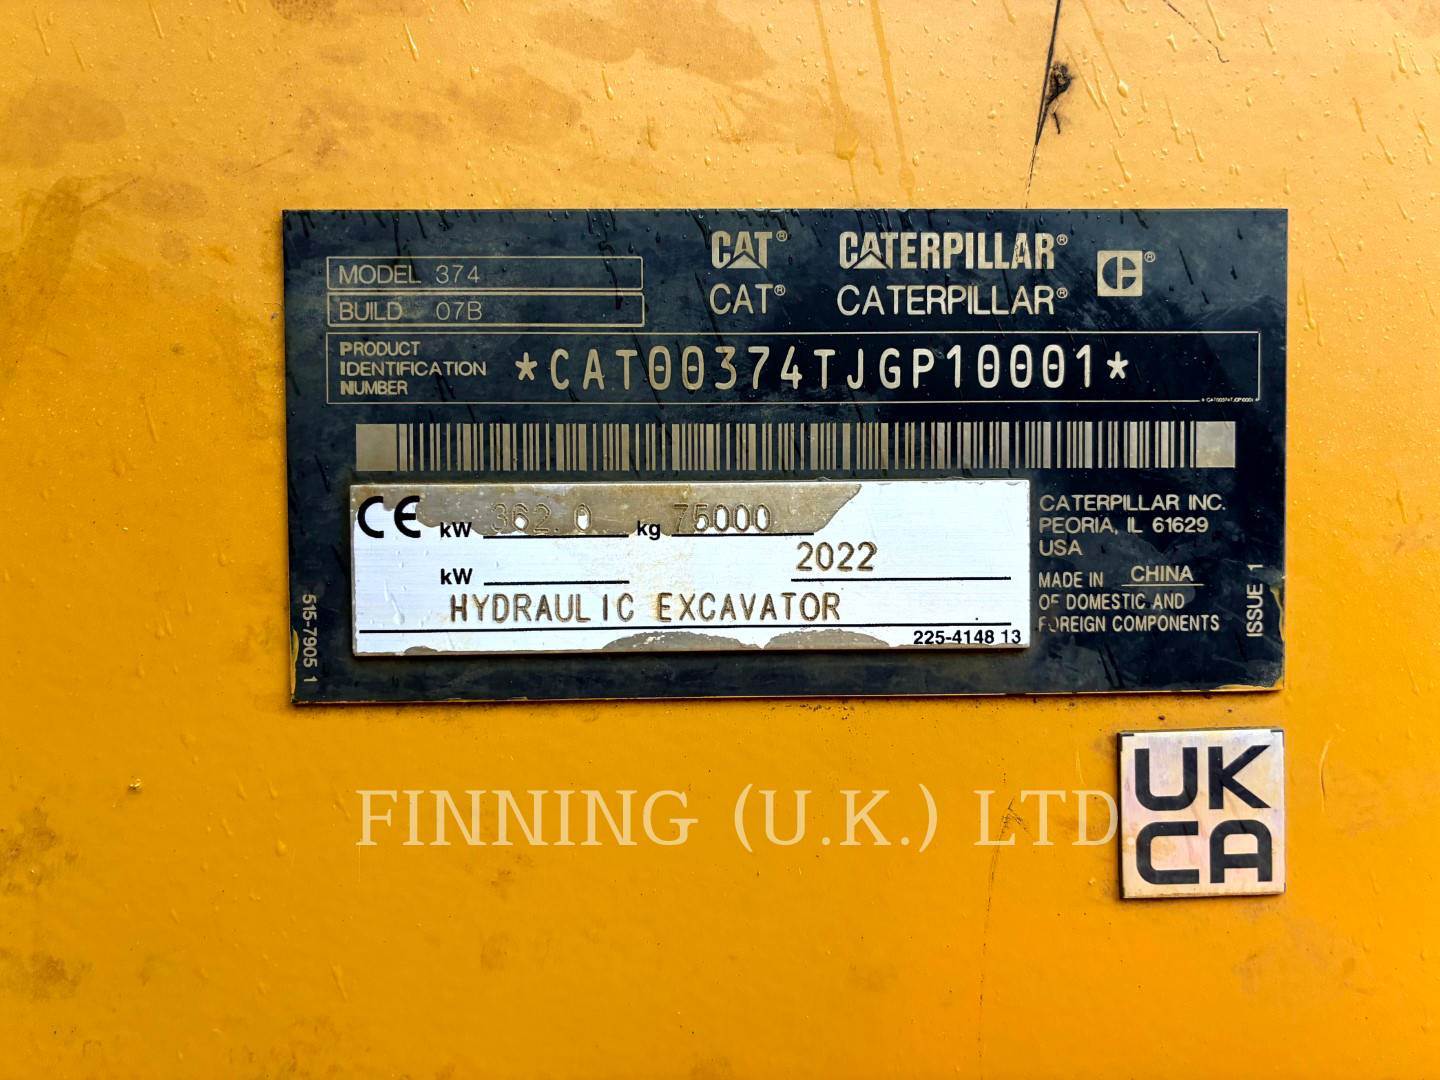 CAT® CATERPILLAR® C®
CAT® CATERPILLAR®
MODEL 374
BUILD 07B
PRODUCT
IDENTIFICATION
NUMBER
*CAT00374TJGP10001*
CE kW 362.0 kg 75000
kW 2022
HYDRAULIC EXCAVATOR
225-4148 13
CATERPILLAR INC.
PEORIA, IL 61629
USA
MADE IN CHINA
OF DOMESTIC AND
FOREIGN COMPONENTS
515-7905 1
ISSUE 1
UK
CA
FINNING (U.K.) LTD